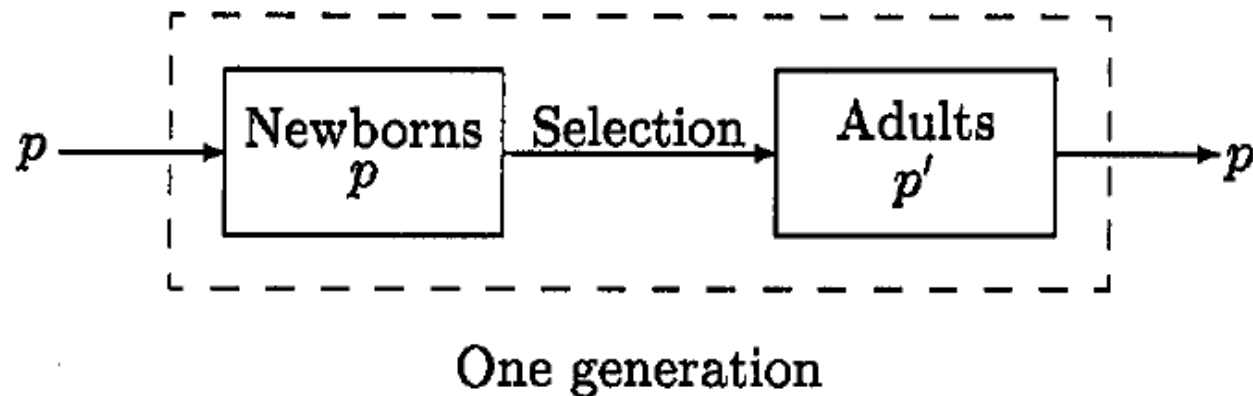 p
Newborns
p
Selection
Adults
p′
p
One generation